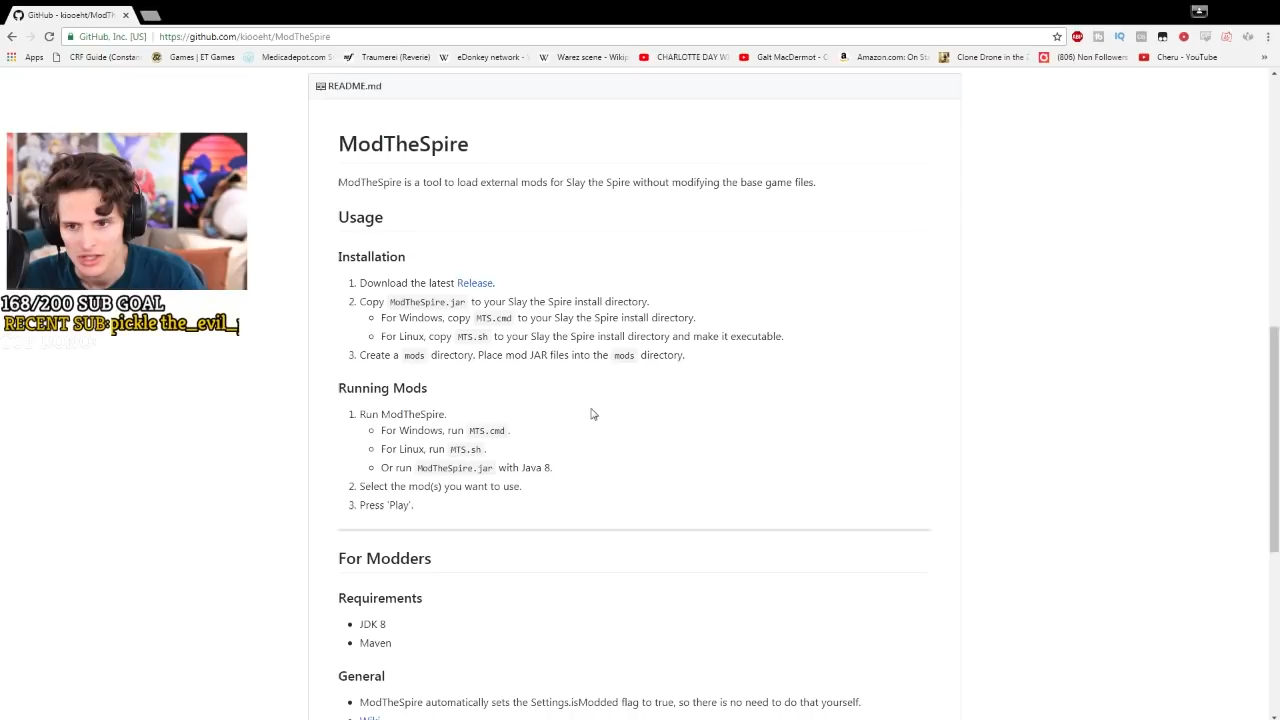 GitHub - kiooeht/ModTh
GitHub, Inc. [US]
https://github.com/kiooeht/ModTheSpire
Apps
CRF Guide (Constan
Games | ET Games
Medicadepot.com S
Traumerei (Reverie)
eDonkey network -
Warez scene - Wikip
CHARLOTTE DAY W
Galt MacDermot - C
Amazon.com: On Sa
Clone Drone in the Z
(806) Non Followers
Cheru - YouTube
README.md
ModTheSpire
ModTheSpire is a tool to load external mods for Slay the Spire without modifying the base game files.
Usage
Installation
1. Download the latest Release.
2. Copy ModTheSpire.jar to your Slay the Spire install directory.
For Windows, copy MTS.cmd to your Slay the Spire install directory.
For Linux, copy MTS.sh to your Slay the Spire install directory and make it executable.
3. Create a mods directory. Place mod JAR files into the mods directory.
Running Mods
1. Run ModTheSpire.
For Windows, run MTS.cmd.
For Linux, run MTS.sh.
Or run ModTheSpire.jar with Java 8.
2. Select the mod(s) you want to use.
3. Press 'Play'.
For Modders
Requirements
JDK 8
Maven
General
ModTheSpire automatically sets the Settings.isModded flag to true, so there is no need to do that yourself.
Wiki
168/200 SUB GOAL
RECENT SUB:pickle_the_evil_